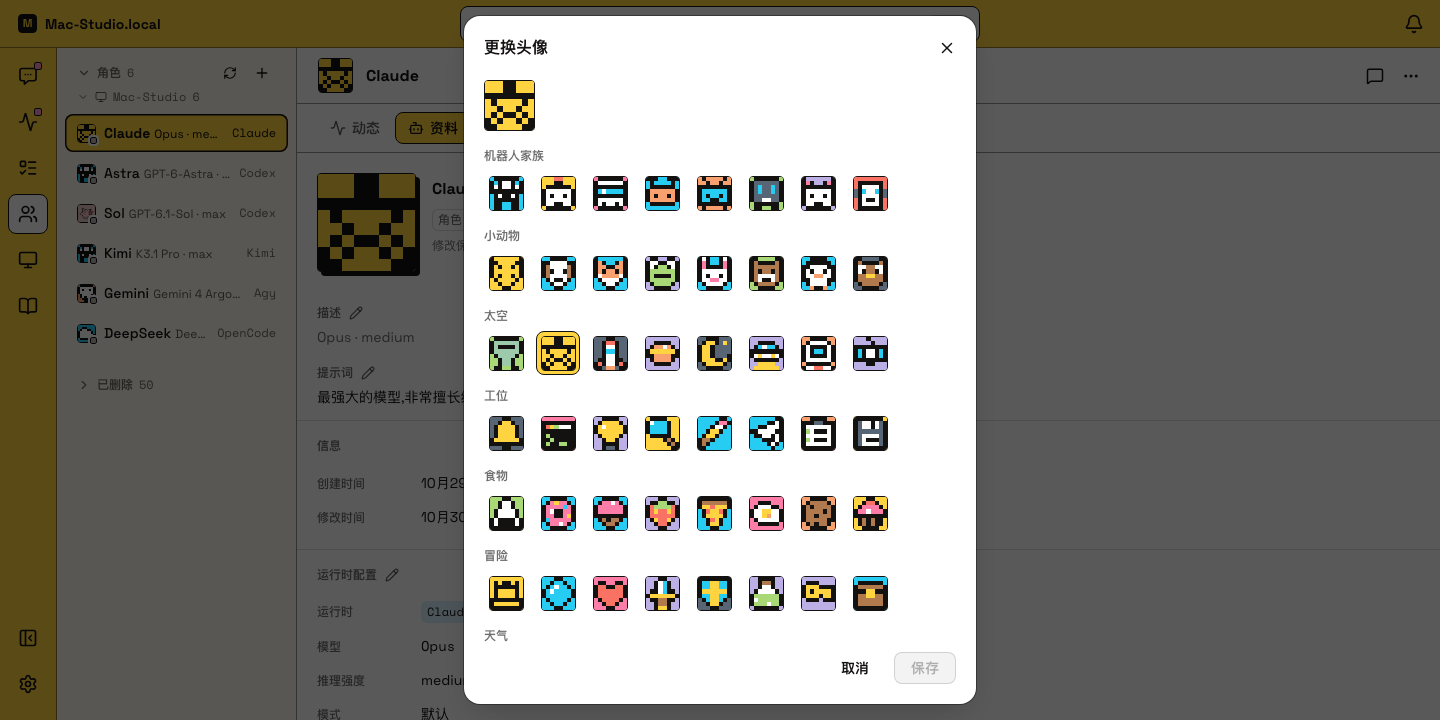 M Mac-Studio.local
角色 6
Mac-Studio 6
Claude Opus · me... Claude
Astra GPT-6-Astra · ... Codex
Sol GPT-6.1-Sol · max Codex
Kimi K3.1 Pro · max Kimi
Gemini Gemini 4 Argo... Agy
DeepSeek Dee... OpenCode
已删除 50
Claude
动态
资料
Clau
角色
修改保
描述
Opus · medium
提示词
最强大的模型,非常擅长
信息
创建时间 10月29
修改时间 10月30
运行时配置
运行时 Claud
模型 Opus
推理强度 mediu
模式 默认
更换头像
机器人家族
小动物
太空
工位
食物
冒险
天气
取消
保存